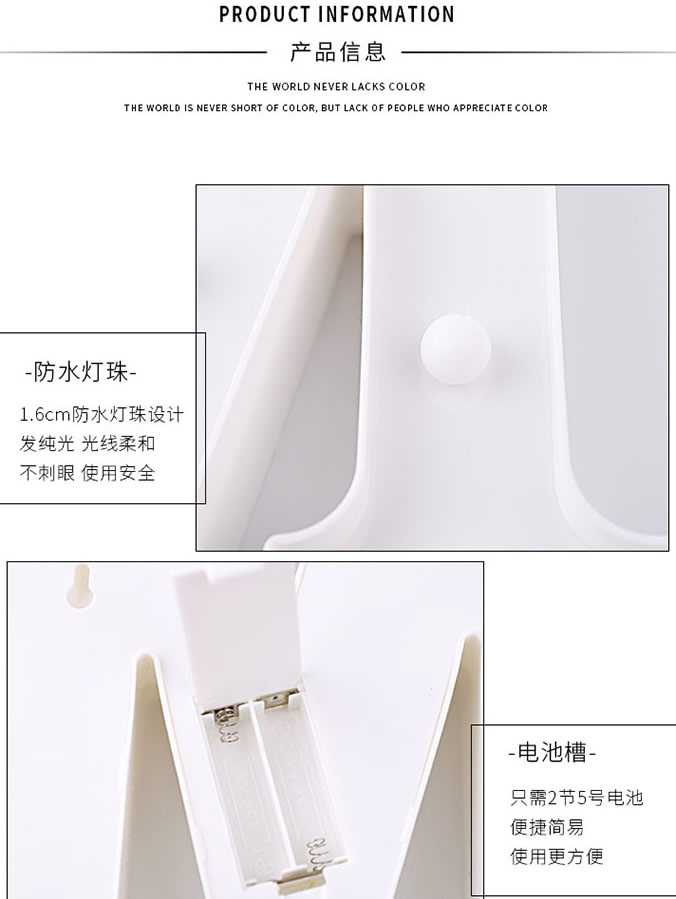 PRODUCT INFORMATION
产品信息
THE WORLD NEVER LACKS COLOR
THE WORLD IS NEVER SHORT OF COLOR, BUT LACK OF PEOPLE WHO APPRECIATE COLOR
-防水灯珠-
1.6cm防水灯珠设计
发纯光 光线柔和
不刺眼 使用安全
-电池槽-
只需2节5号电池
便捷简易
使用更方便